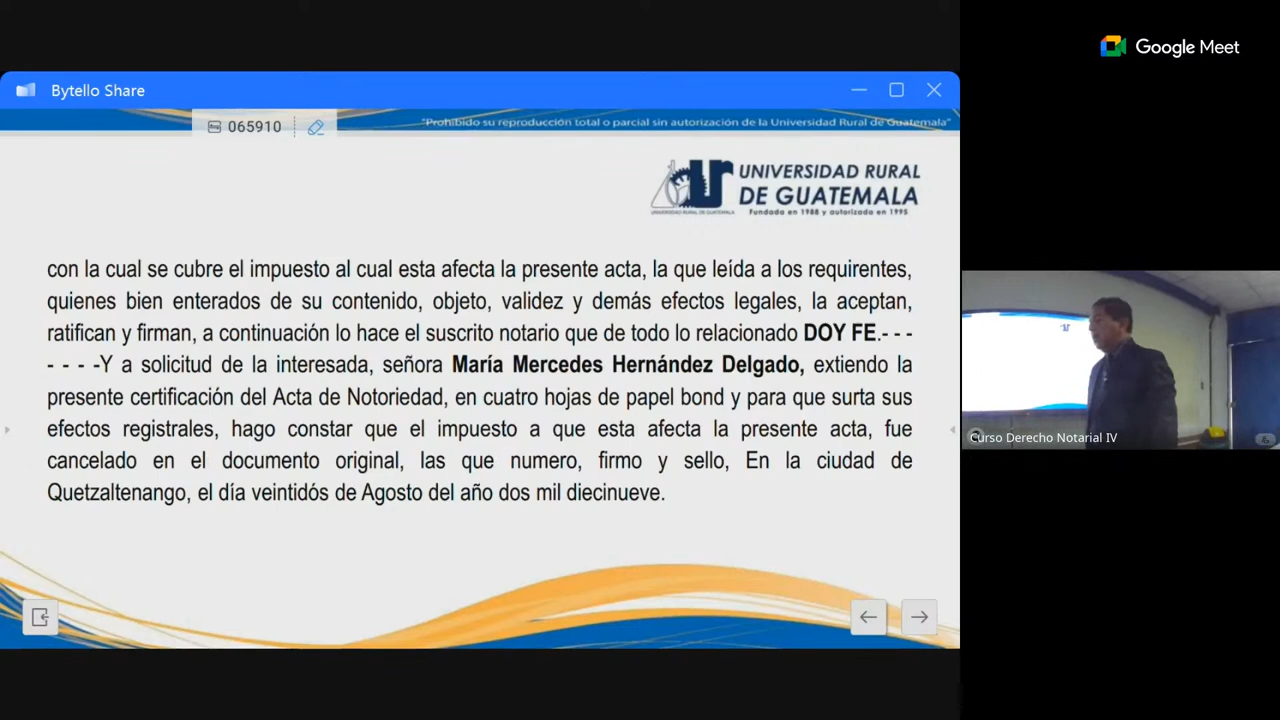 Google Meet
Bytello Share
065910
"Prohibido su reproducción total o parcial sin autorización de la Universidad Rural de Guatemala"
UNIVERSIDAD RURAL
DE GUATEMALA
UNIVERSIDAD RURAL DE GUATEMALA
Fundada en 1988 y autorizada en 1995
con la cual se cubre el impuesto al cual esta afecta la presente acta, la que leída a los requirentes,
quienes bien enterados de su contenido, objeto, validez y demás efectos legales, la aceptan,
ratifican y firman, a continuación lo hace el suscrito notario que de todo lo relacionado DOY FE.- - -
- - - -Y a solicitud de la interesada, señora María Mercedes Hernández Delgado, extiendo la
presente certificación del Acta de Notoriedad, en cuatro hojas de papel bond y para que surta sus
efectos registrales, hago constar que el impuesto a que esta afecta la presente acta, fue
cancelado en el documento original, las que numero, firmo y sello, En la ciudad de
Quetzaltenango, el día veintidós de Agosto del año dos mil diecinueve.
Curso Derecho Notarial IV